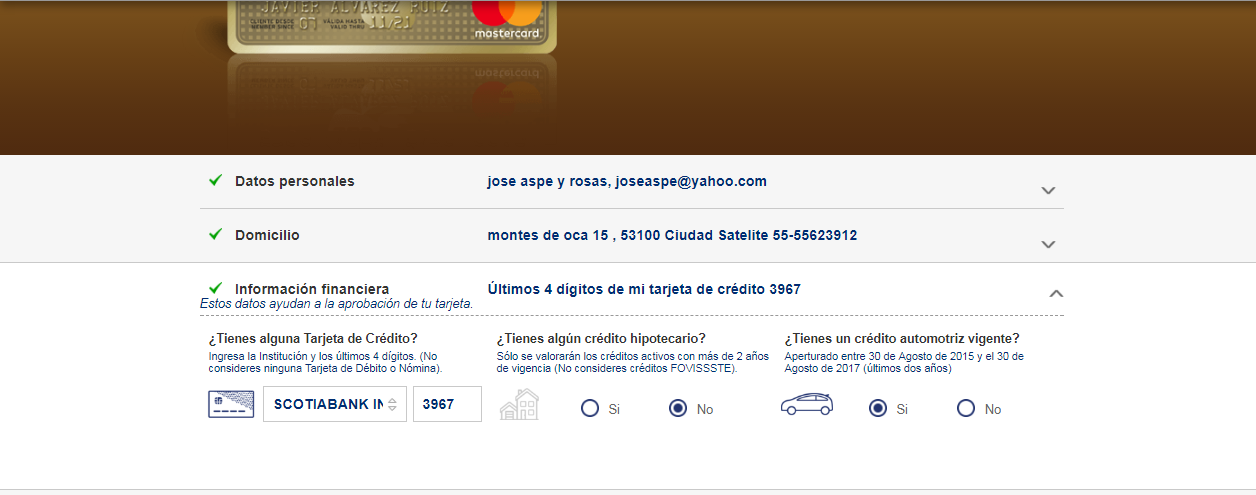 JAVIER ALVAREZ RUIZ
CLIENTE DESDE
MEMBER SINCE
07
VÁLIDA HASTA
VALID THRU
11/21
mastercard
Datos personales
jose aspe y rosas, joseaspe@yahoo.com
Domicilio
montes de oca 15 , 53100 Ciudad Satelite 55-55623912
Información financiera
Últimos 4 dígitos de mi tarjeta de crédito 3967
Estos datos ayudan a la aprobación de tu tarjeta.
¿Tienes alguna Tarjeta de Crédito?
Ingresa la Institución y los últimos 4 dígitos. (No
consideres ninguna Tarjeta de Débito o Nómina).
SCOTIABANK IN
3967
¿Tienes algún crédito hipotecario?
Sólo se valorarán los créditos activos con más de 2 años
de vigencia (No consideres créditos FOVISSSTE).
Si
No
¿Tienes un crédito automotriz vigente?
Aperturado entre 30 de Agosto de 2015 y el 30 de
Agosto de 2017 (últimos dos años)
Si
No